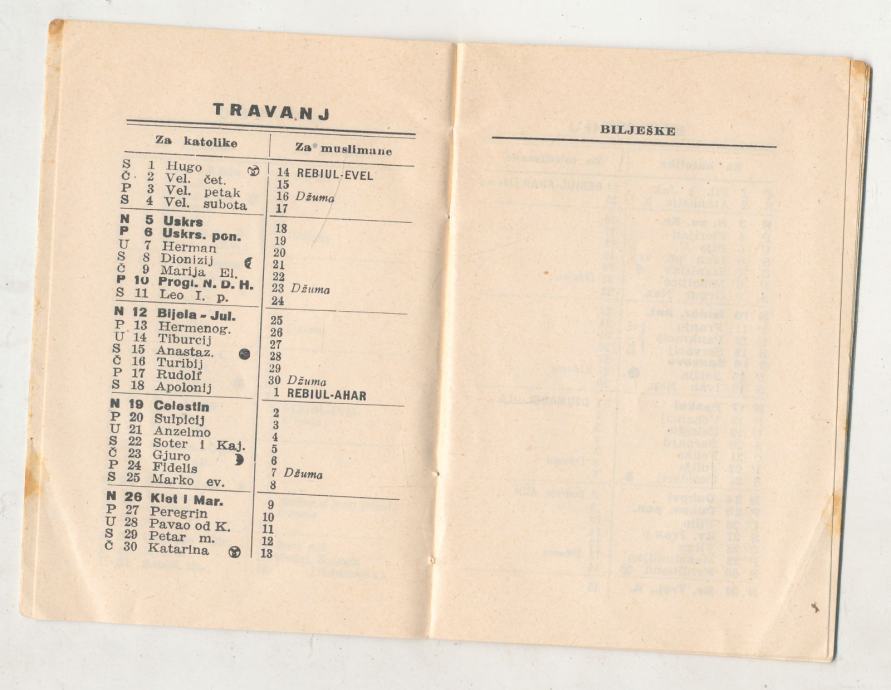 TRAVANJ
Za katolike Za muslimane
S 1 Hugo 14 REBIUL-EVEL
Č 2 Vel. čet. 15
P 3 Vel. petak 16 Džuma
S 4 Vel. subota 17
N 5 Uskrs 18
P 6 Uskrs. pon. 19
U 7 Herman 20
S 8 Dionizij 21
Č 9 Marija El. 22
P 10 Progl. N. D. H. 23 Džuma
S 11 Leo I. p. 24
N 12 Bijela - Jul. 25
P 13 Hermenog. 26
U 14 Tiburcij 27
S 15 Anastaz. 28
Č 16 Turibij 29
P 17 Rudolf 30 Džuma
S 18 Apolonij 1 REBIUL-AHAR
N 19 Celestin 2
P 20 Sulpicij 3
U 21 Anzelmo 4
S 22 Soter i Kaj. 5
Č 23 Gjuro 6
P 24 Fidelis 7 Džuma
S 25 Marko ev. 8
N 26 Klet i Mar. 9
P 27 Peregrin 10
U 28 Pavao od K. 11
S 29 Petar m. 12
Č 30 Katarina 13
BILJEŠKE